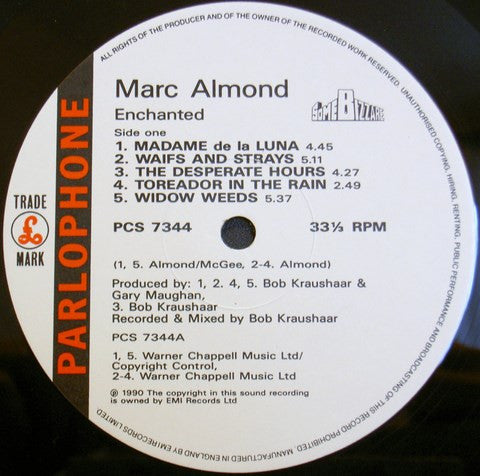 ALL RIGHTS OF THE PRODUCER AND OF THE OWNER OF THE RECORDED WORK RESERVED. UNAUTHORISED COPYING, HIRING, RENTING, PUBLIC PERFORMANCE AND BROADCASTING OF THIS RECORD PROHIBITED. MANUFACTURED IN ENGLAND BY EMI RECORDS LIMITED
PARLOPHONE
TRADE
£
MARK
Marc Almond
SOME BIZZARE
Enchanted
Side one
1. MADAME de la LUNA 4.45
2. WAIFS AND STRAYS 5.11
3. THE DESPERATE HOURS 4.27
4. TOREADOR IN THE RAIN 2.49
5. WIDOW WEEDS 5.37
PCS 7344 33⅓ RPM
(1, 5. Almond/McGee, 2-4. Almond)
Produced by: 1, 2. 4, 5. Bob Kraushaar &
Gary Maughan,
3. Bob Koraushaar
Recorded & Mixed by Bob Kraushaar
PCS 7344A
1, 5. Warner Chappell Music Ltd/
Copyright Control,
2-4. Warner Chappell Music Ltd
℗ 1990 The copyright in this sound recording
is owned by EMI Records Ltd